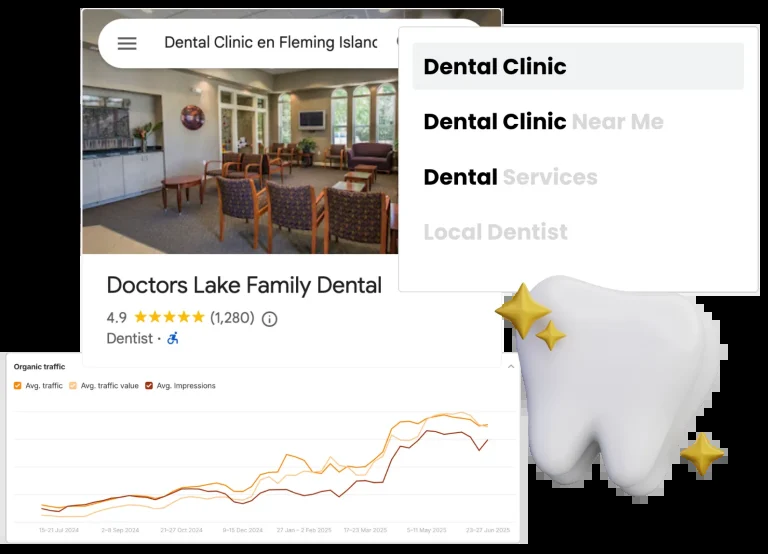 Dental Clinic en Fleming Island
Dental Clinic
Dental Clinic Near Me
Dental Services
Local Dentist
Doctors Lake Family Dental
4.9 (1,280)
Dentist ·
Organic traffic
Avg. traffic Avg. traffic value Avg. impressions
15-21 Jul 2024 2-8 Sep 2024 21-27 Oct 2024 9-15 Dec 2024 27 Jan - 2 Feb 2025 17-23 Mar 2025 5-11 May 2025 23-27 Jun 2025